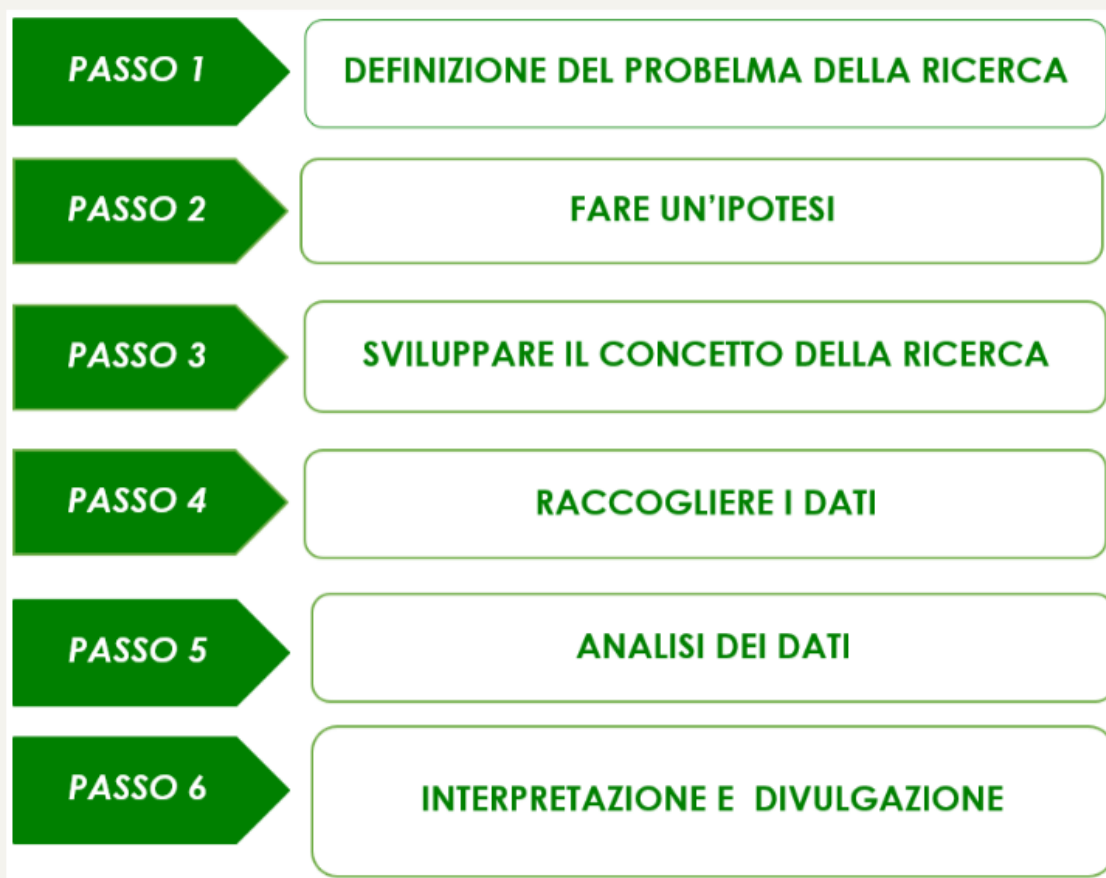 PASSO 1
DEFINIZIONE DEL PROBELMA DELLA RICERCA
PASSO 2
FARE UN'IPOTESI
PASSO 3
SVILUPPARE IL CONCETTO DELLA RICERCA
PASSO 4
RACCOGLIERE I DATI
PASSO 5
ANALISI DEI DATI
PASSO 6
INTERPRETAZIONE E DIVULGAZIONE